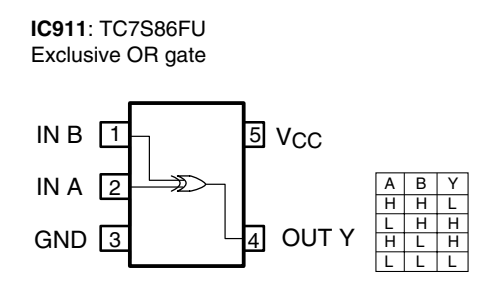 IC911: TC7S86FU
Exclusive OR gate
IN B 1
5 VCC
IN A 2
GND 3
4 OUT Y
A B Y
H H L
L H H
H L H
L L L